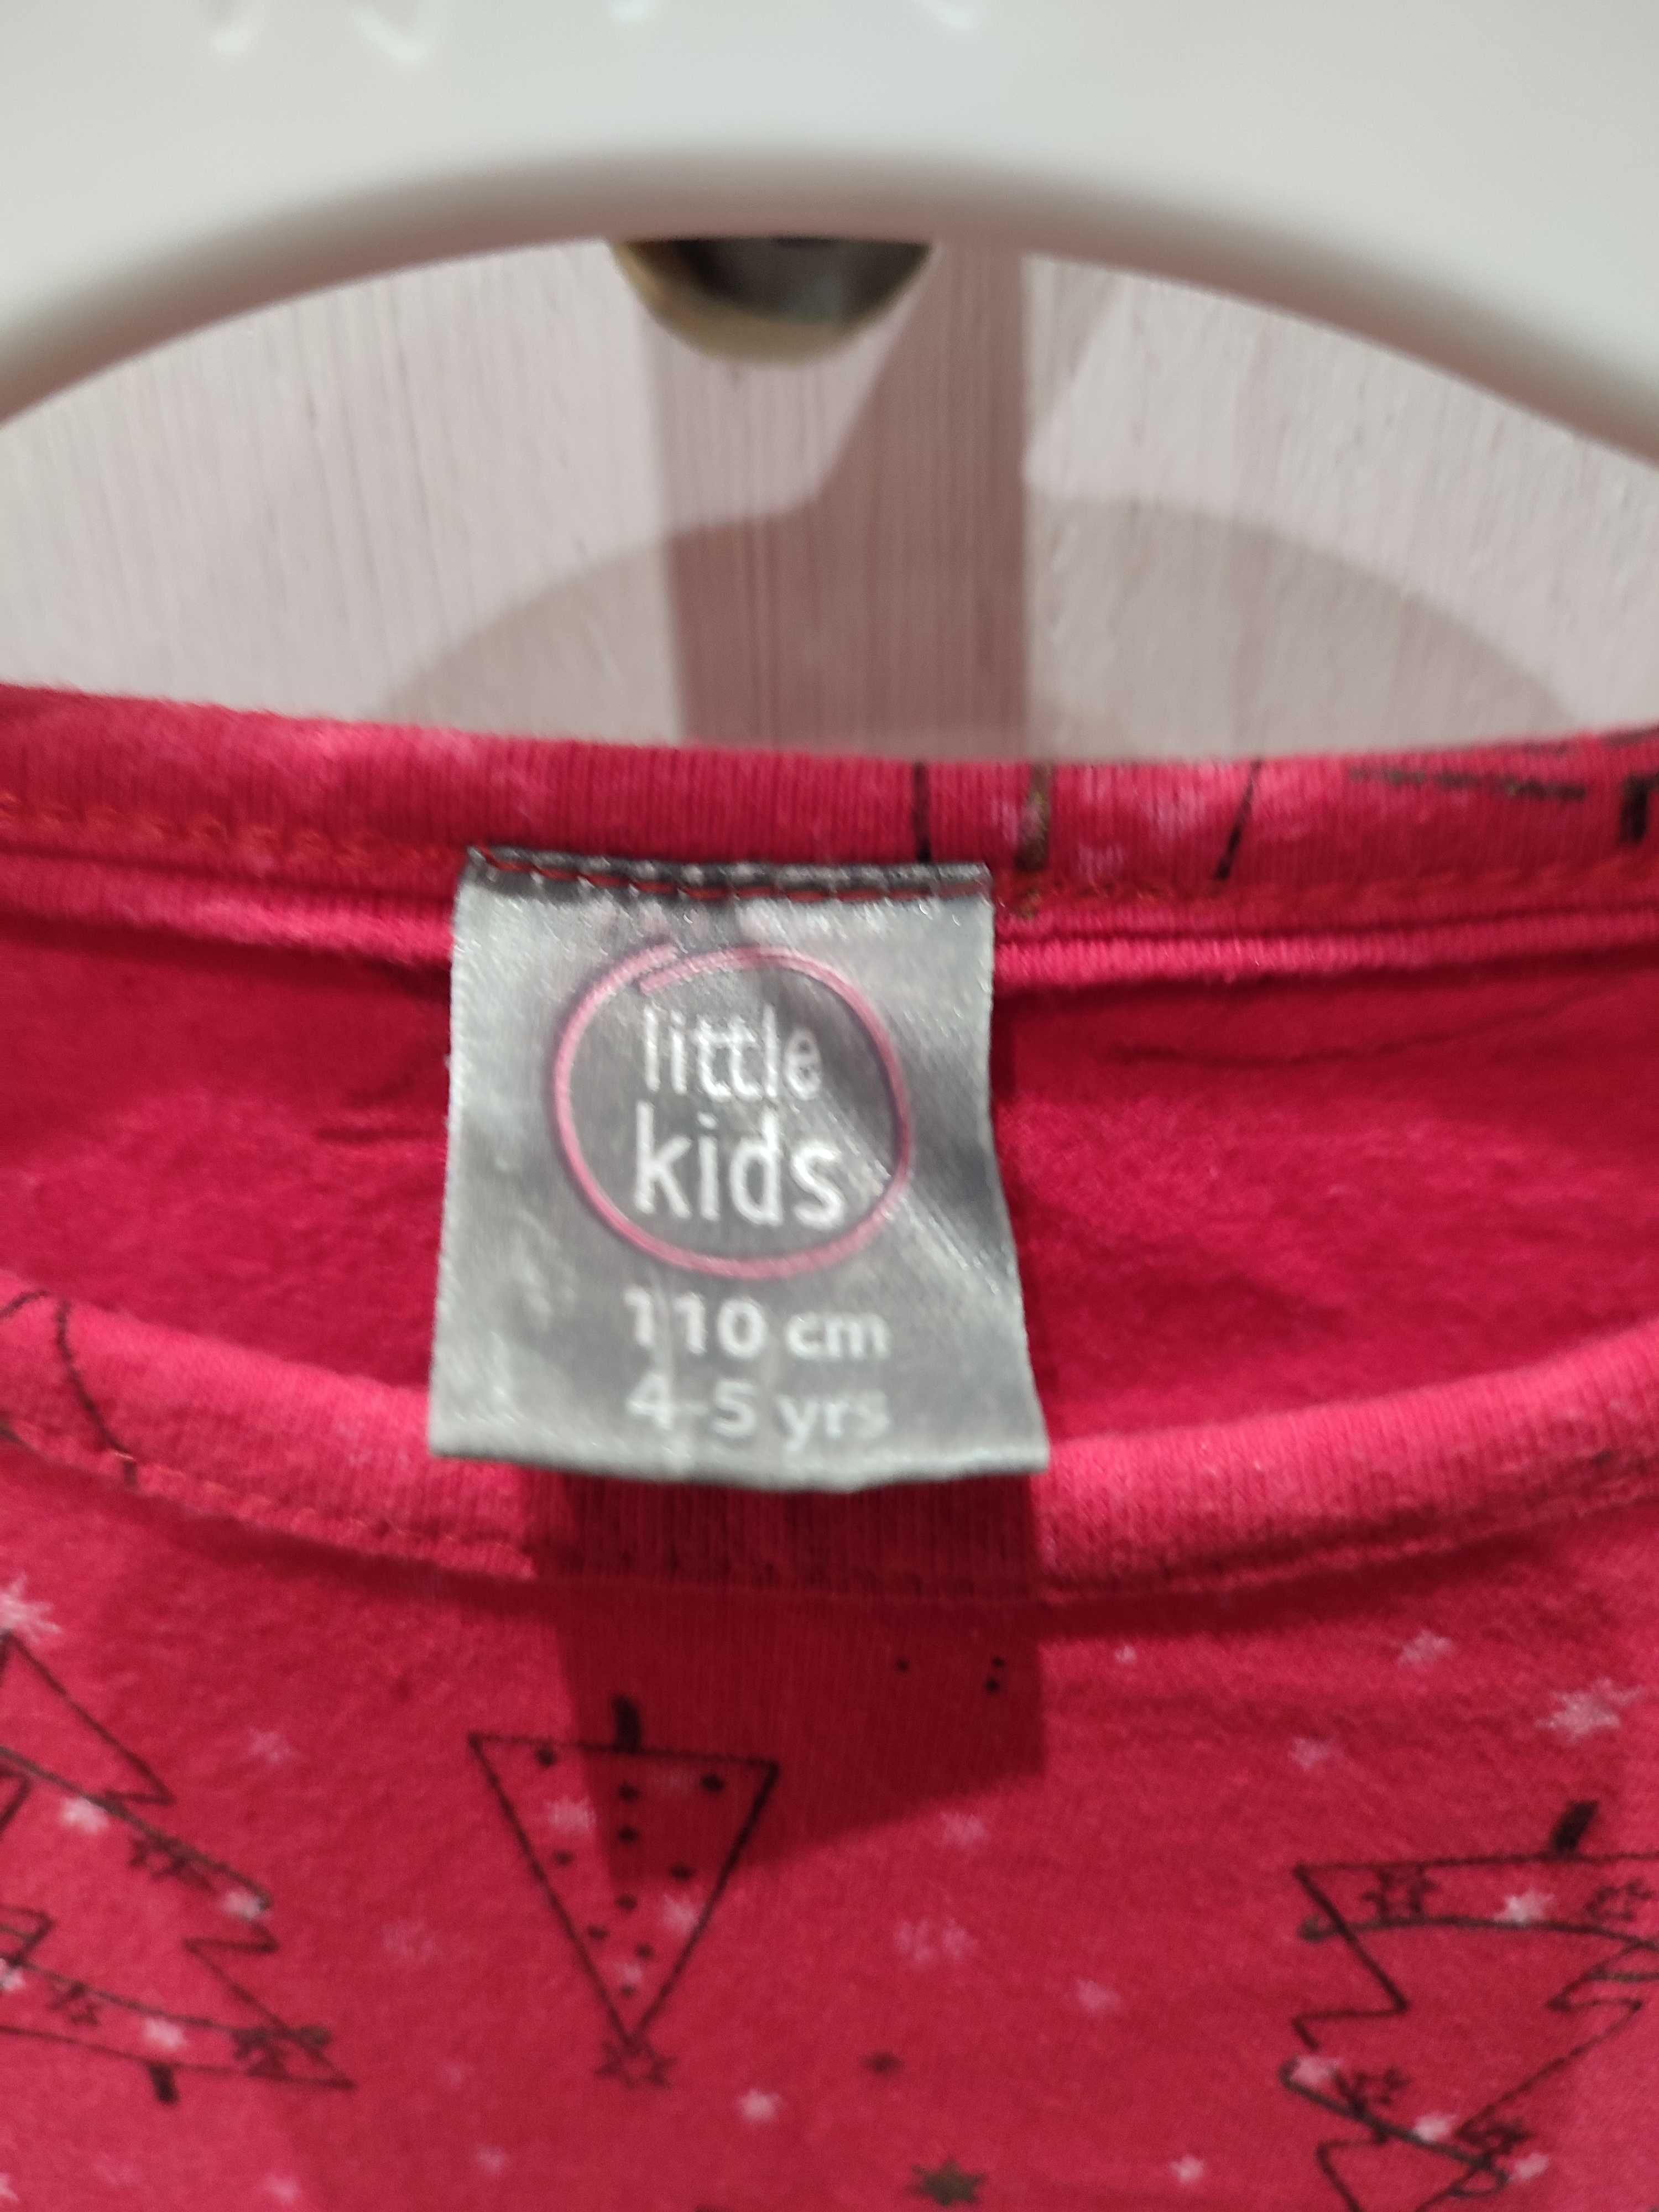 little
kids
110 cm
4-5 yrs